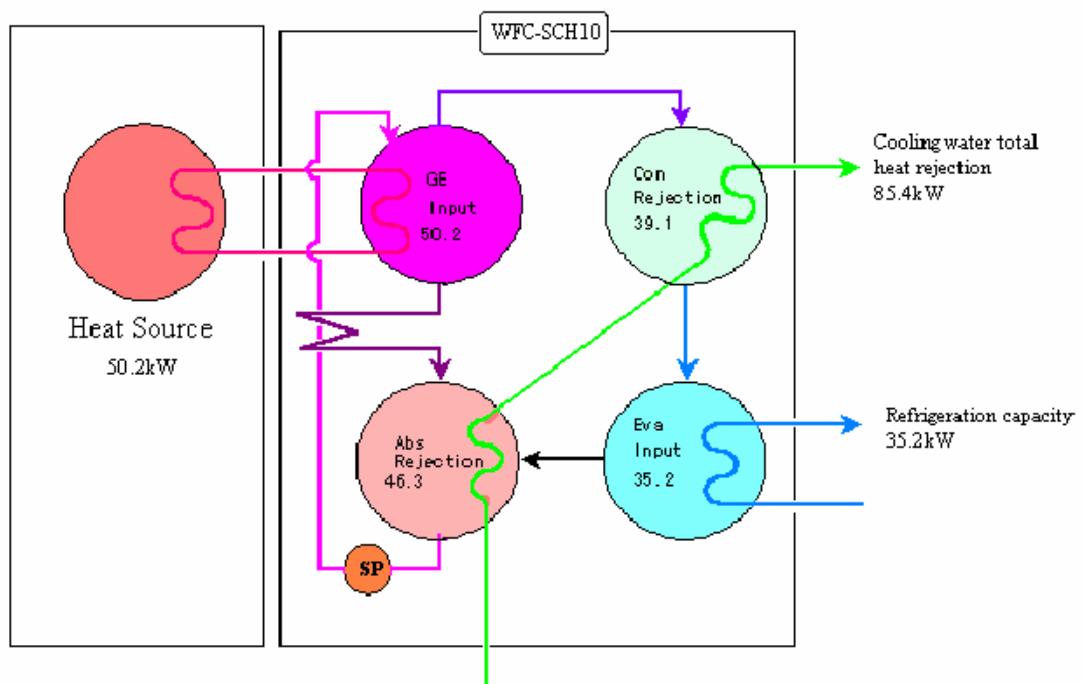 WFC-SCH10
Heat Source
50.2kW
GE
Input
50.2
Com
Rejection
39.1
Cooling water total
heat rejection
85.4kW
Abs
Rejection
46.3
Eva
Input
35.2
Refrigeration capacity
35.2kW
SP